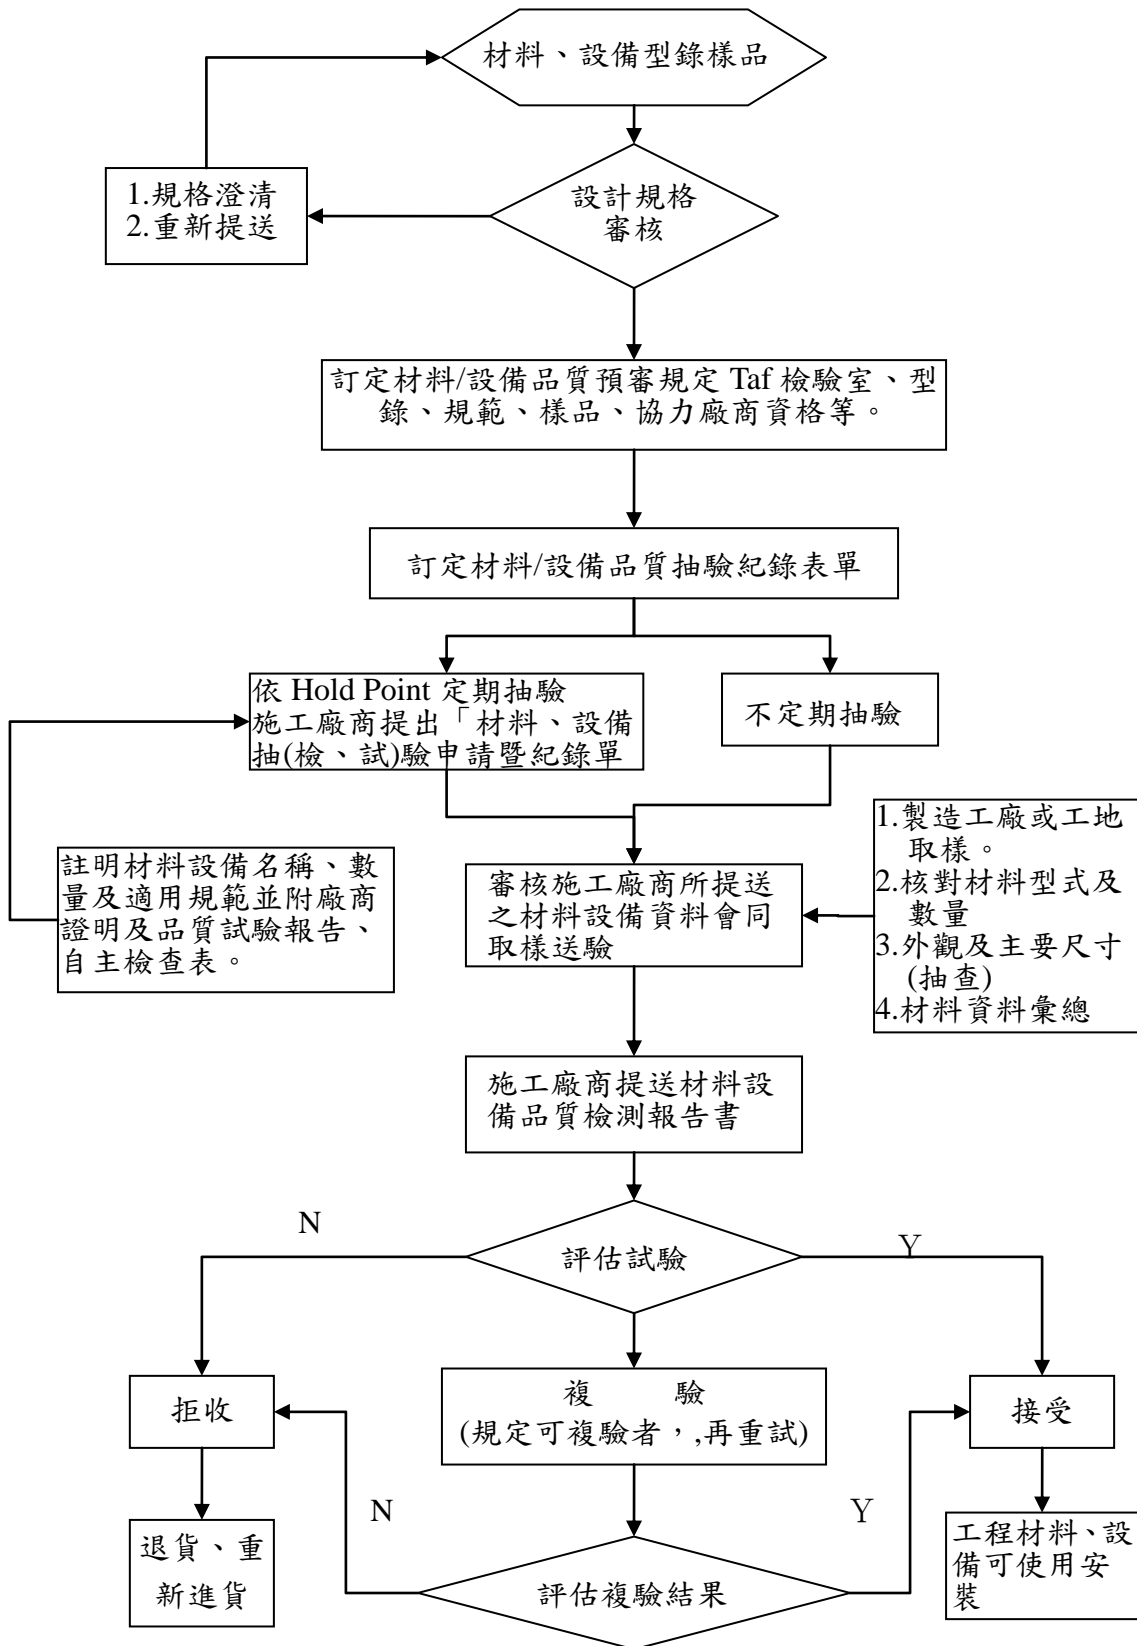 材料、設備型錄樣品
1.規格澄清
2.重新提送
設計規格
審核
訂定材料/設備品質預審規定 Taf 檢驗室、型
錄、規範、樣品、協力廠商資格等。
訂定材料/設備品質抽驗紀錄表單
依 Hold Point 定期抽驗
施工廠商提出「材料、設備
抽(檢、試)驗申請暨紀錄單
不定期抽驗
註明材料設備名稱、數
量及適用規範並附廠商
證明及品質試驗報告、
自主檢查表。
審核施工廠商所提送
之材料設備資料會同
取樣送驗
1.製造工廠或工地
取樣。
2.核對材料型式及
數量
3.外觀及主要尺寸
(抽查)
4.材料資料彙總
施工廠商提送材料設
備品質檢測報告書
N
評估試驗
Y
拒收
複 驗
(規定可複驗者，,再重試)
接受
N
Y
退貨、重
新進貨
評估複驗結果
工程材料、設
備可使用安
裝